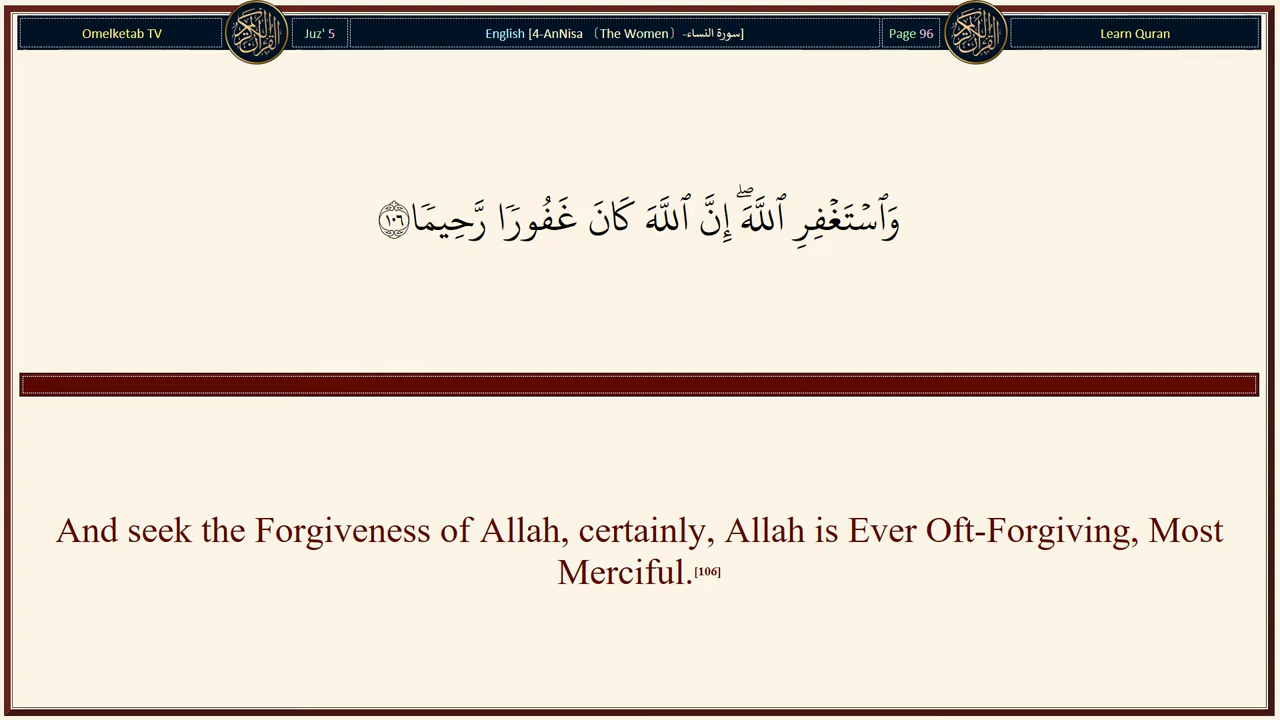 Omelketab TV
Juz' 5
English [4-AnNisa 〔The Women〕 -سورة النساء]
Page 96
Learn Quran
وَٱسۡتَغۡفِرِ ٱللَّهَۖ إِنَّ ٱللَّهَ كَانَ غَفُورٗا رَّحِيمٗا ١٠٦
And seek the Forgiveness of Allah, certainly, Allah is Ever Oft-Forgiving, Most
Merciful.[106]